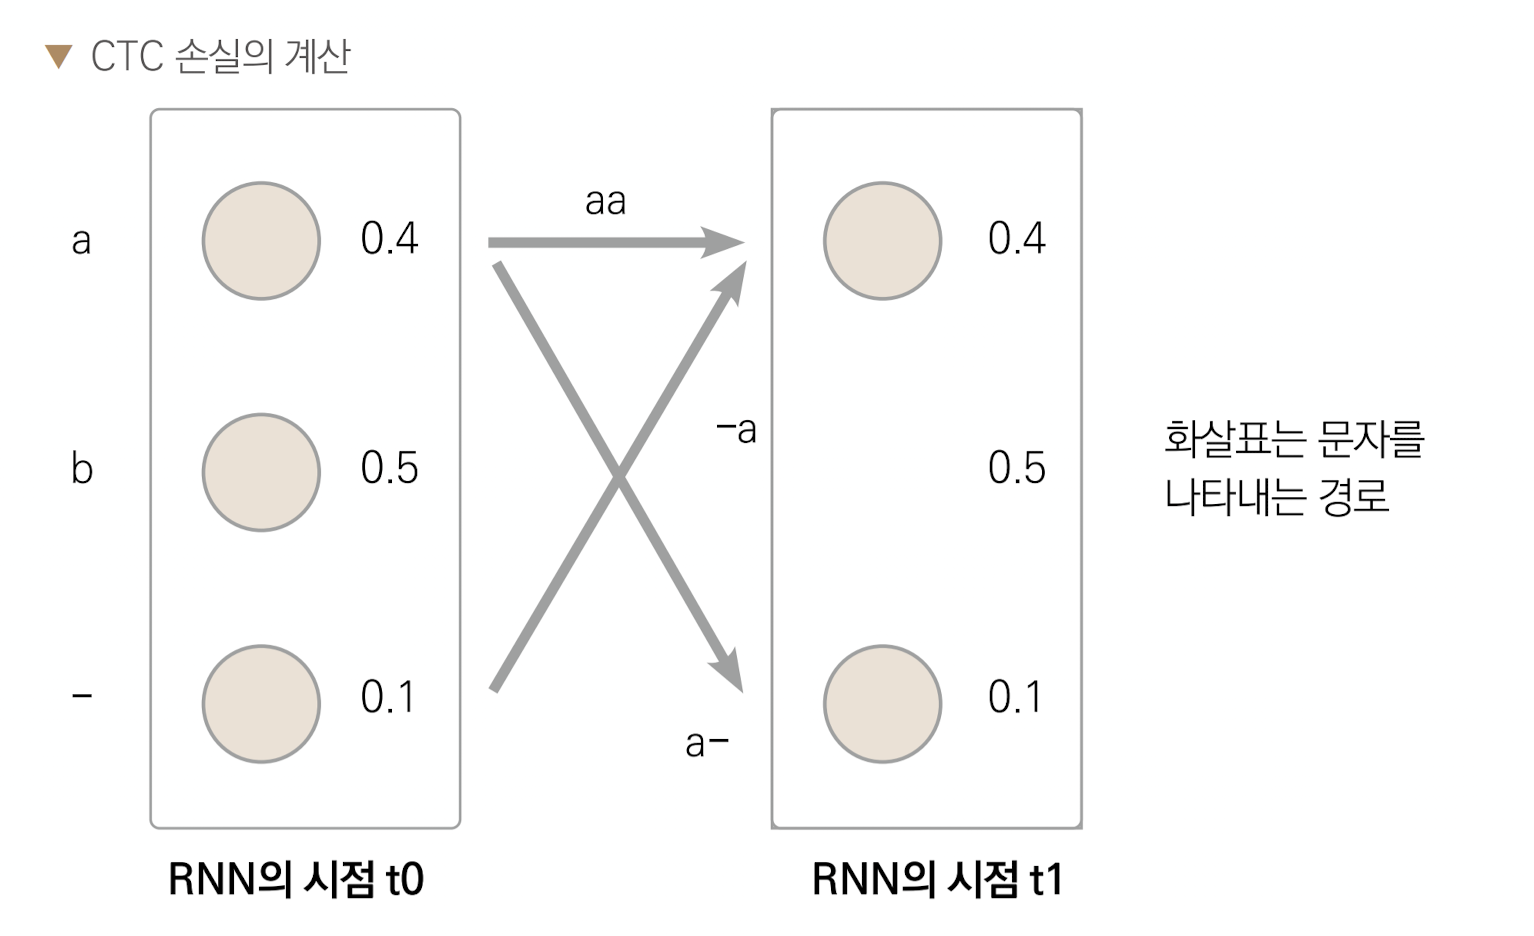 ▼ CTC 손실의 계산
aa
a 0.4 0.4
-a
b 0.5 0.5
화살표는 문자를
나타내는 경로
- 0.1 0.1
a-
RNN의 시점 t0 RNN의 시점 t1